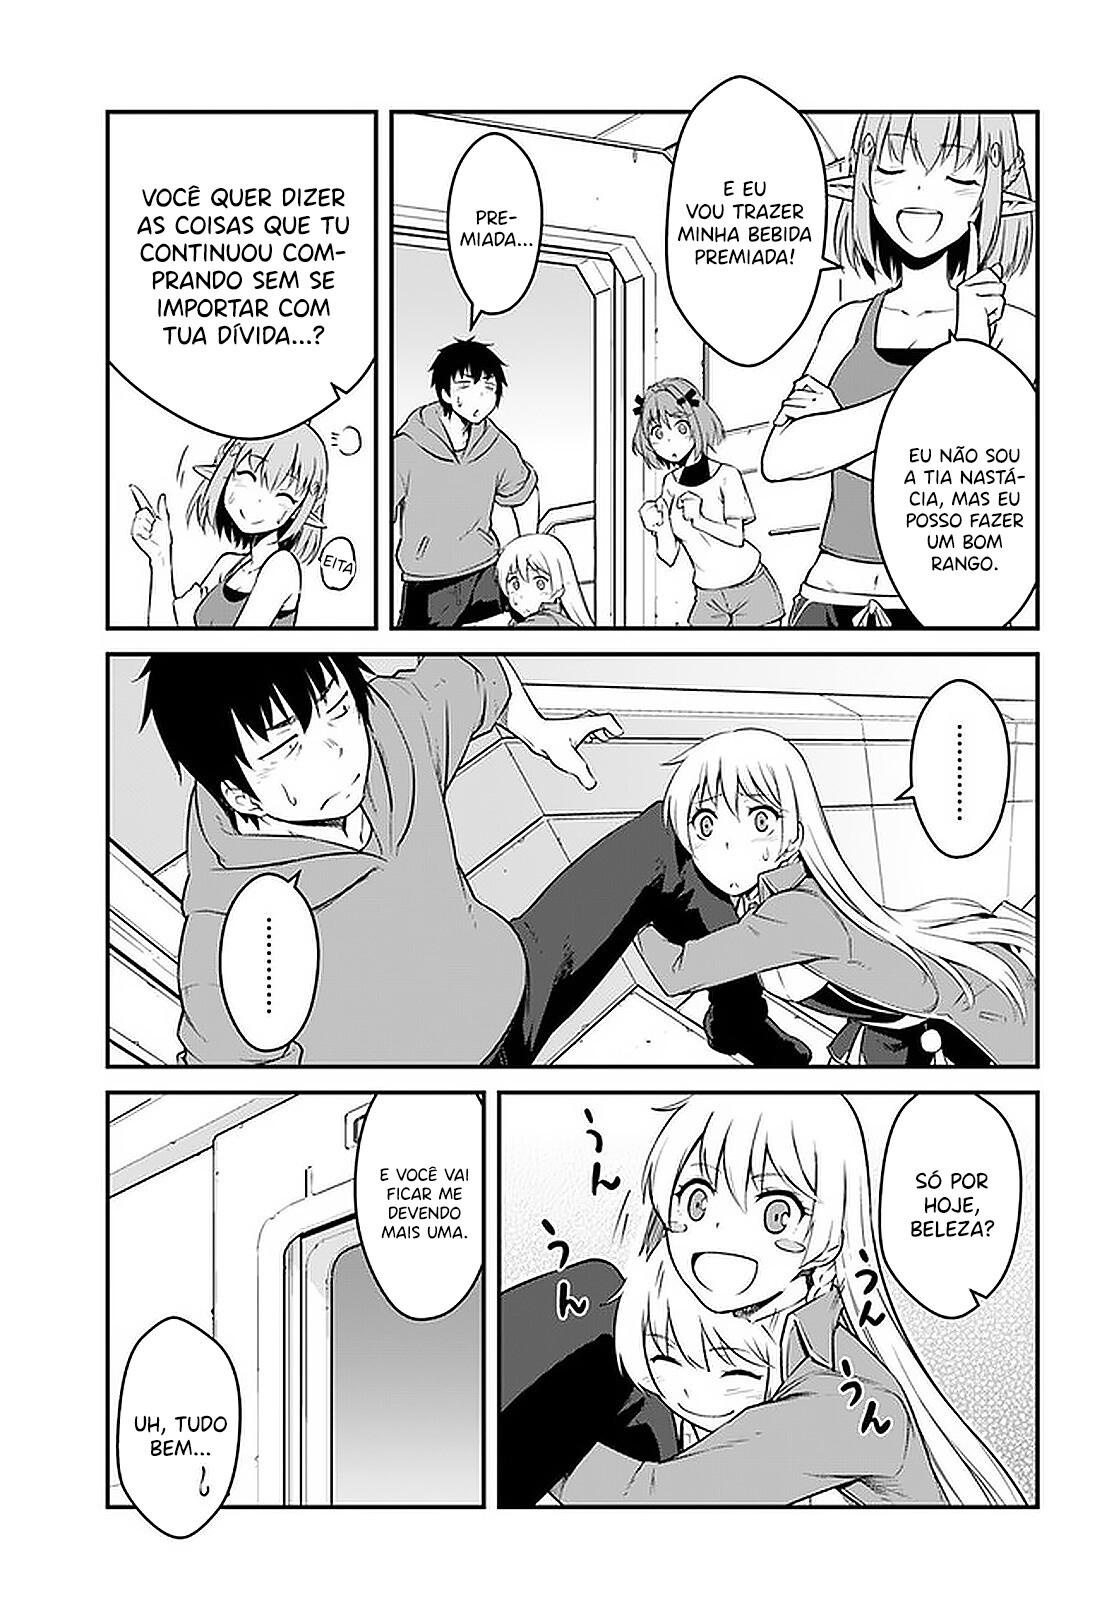 E EU
VOU TRAZER
MINHA BEBIDA
PREMIADA!
EU NÃO SOU
A TIA NASTÁ-
CIA, MAS EU
POSSO FAZER
UM BOM
RANGO.
PRE-
MIADA...
VOCÊ QUER DIZER
AS COISAS QUE TU
CONTINUOU COM-
PRANDO SEM SE
IMPORTAR COM
TUA DÍVIDA...?
EITA
.........
.........
SÓ POR
HOJE,
BELEZA?
うん
うん
うん
うん
E VOCÊ VAI
FICAR ME
DEVENDO
MAIS UMA.
UH, TUDO
BEM...